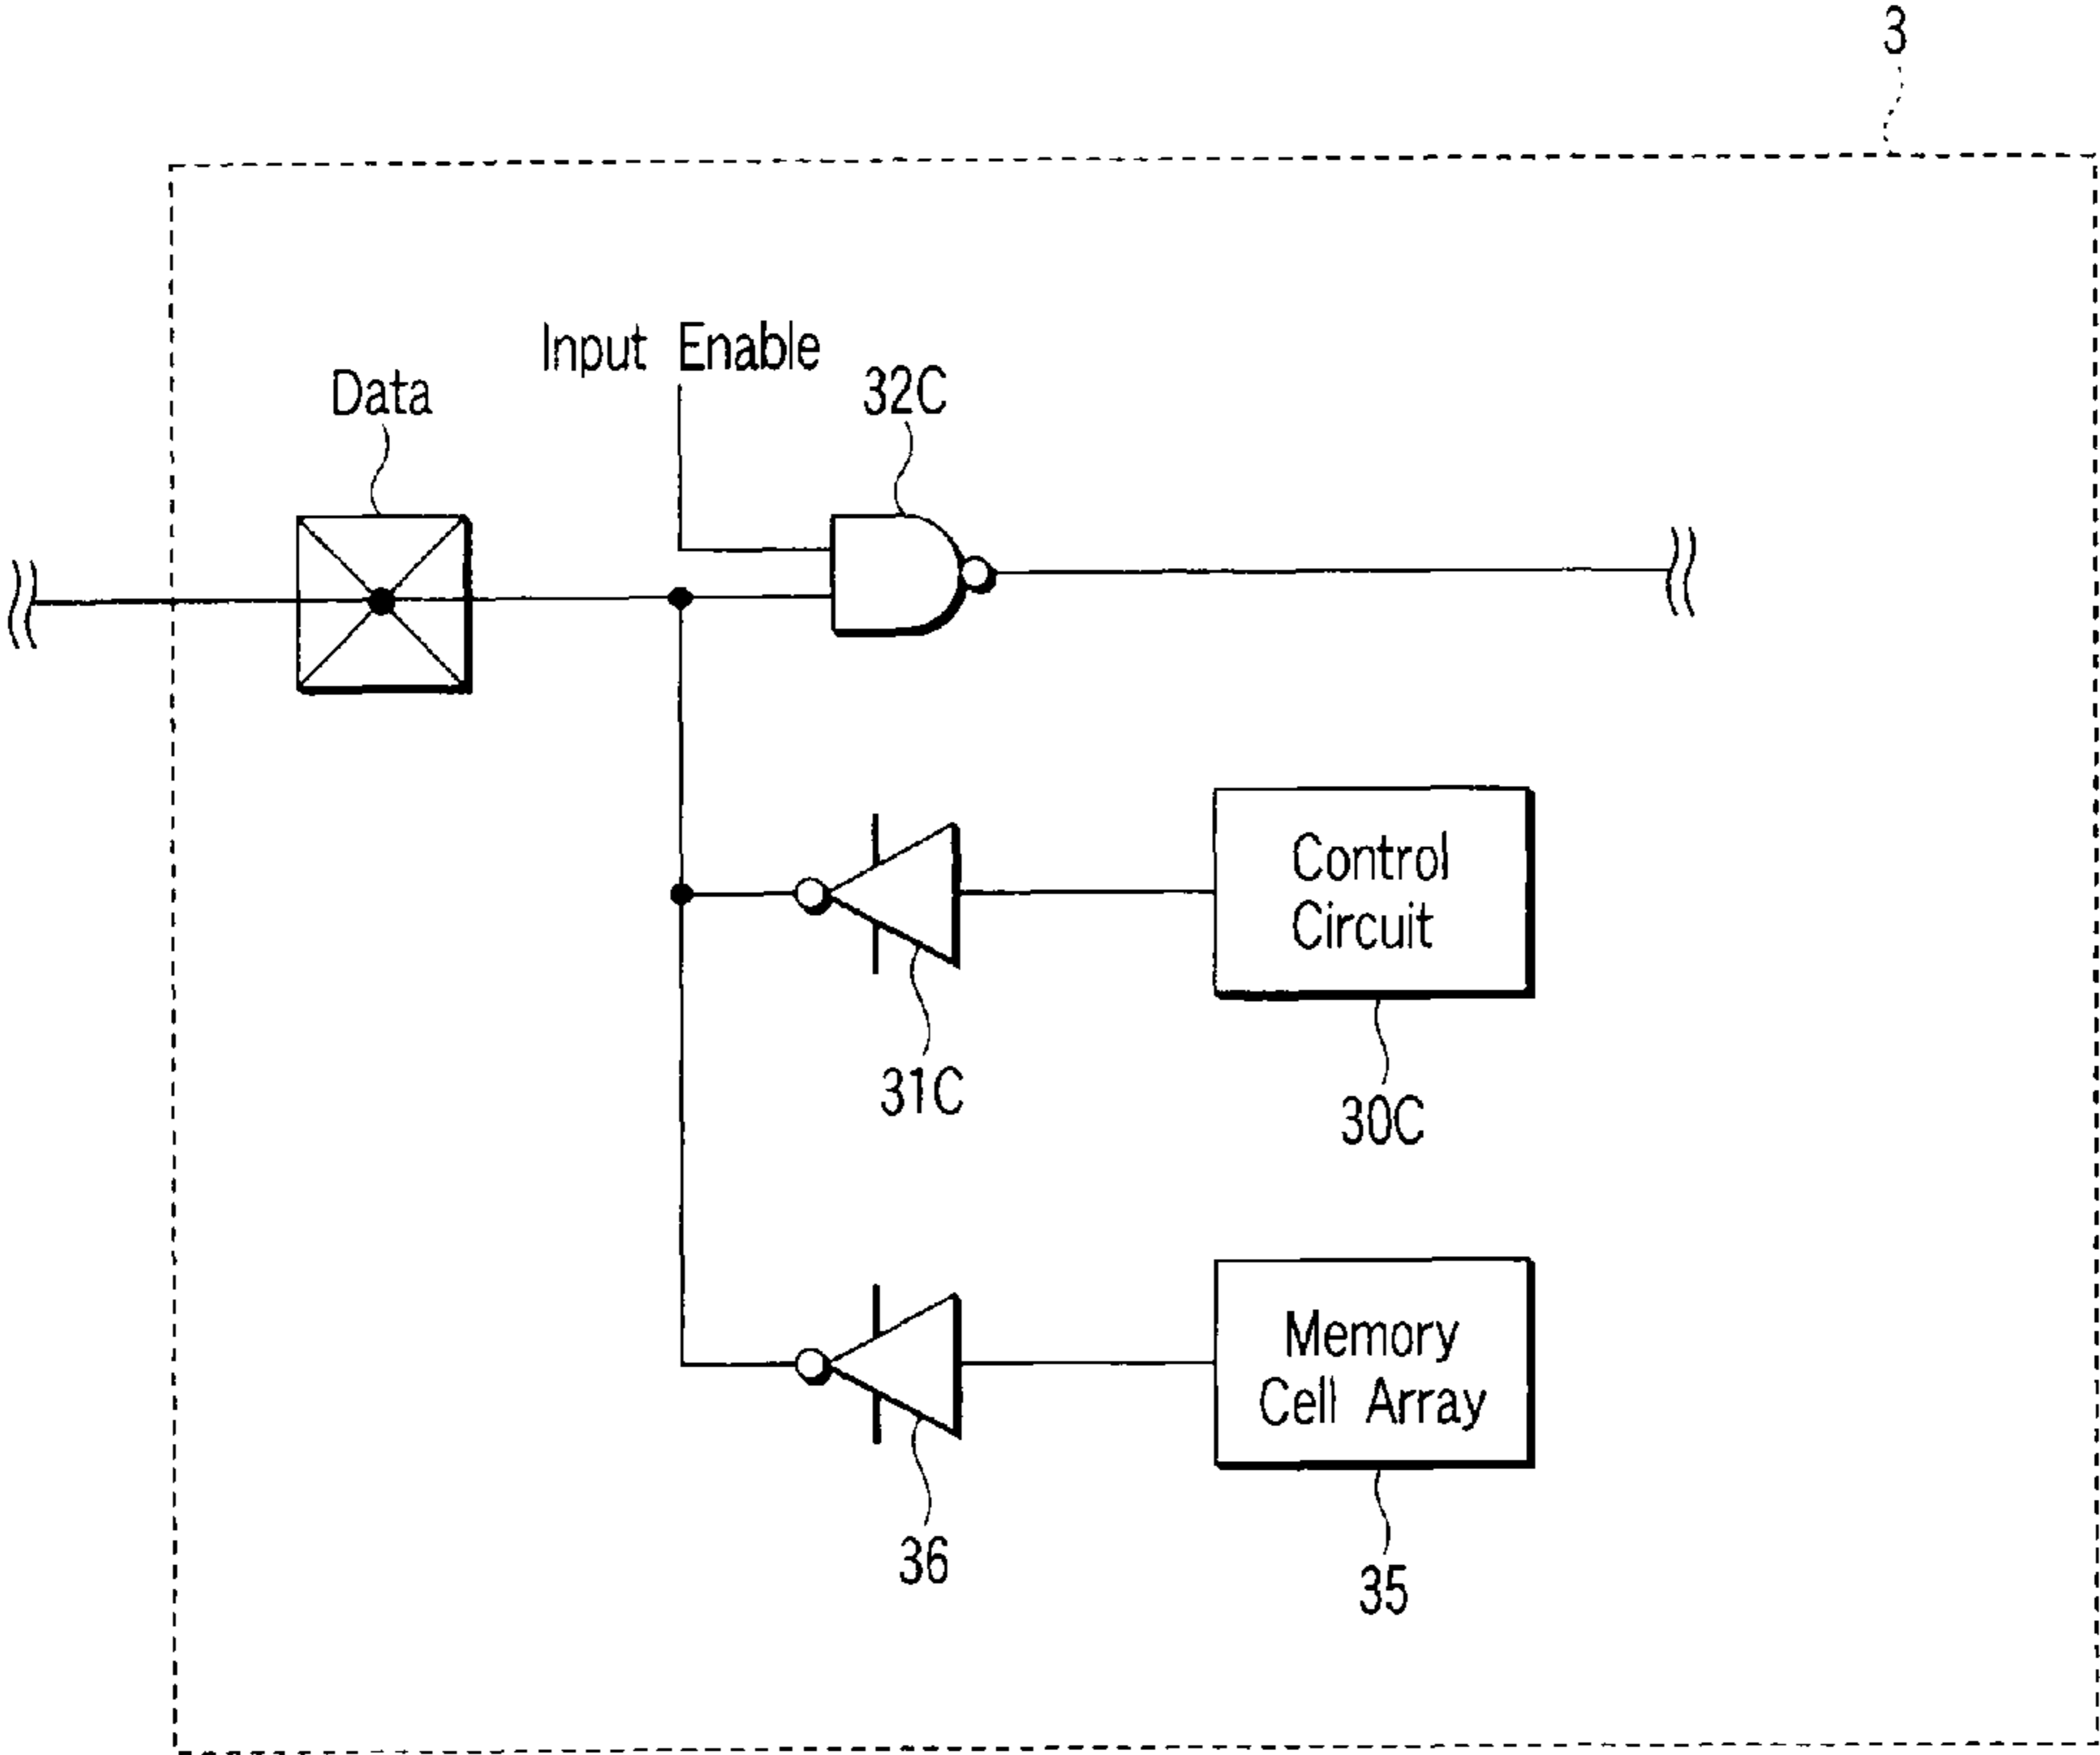 3
Input Enable
Data
32C
Control
Circuit
31C
30C
Memory
Cell Array
36
35